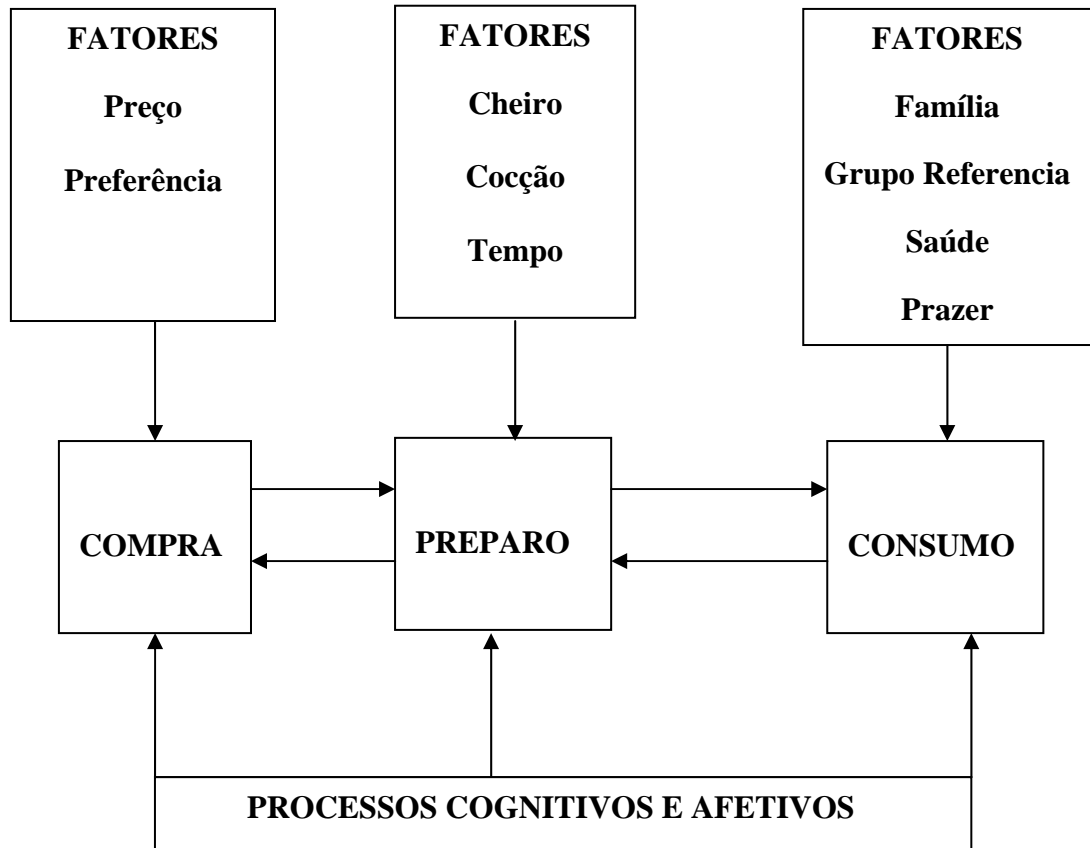 FATORES
Preço
Preferência
FATORES
Cheiro
Cocção
Tempo
FATORES
Família
Grupo Referencia
Saúde
Prazer
COMPRA
PREPARO
CONSUMO
PROCESSOS COGNITIVOS E AFETIVOS